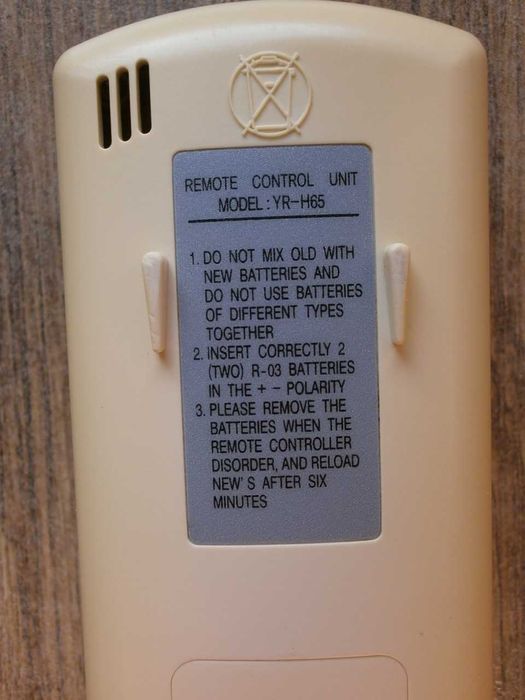 REMOTE CONTROL UNIT
MODEL : YR-H65
1. DO NOT MIX OLD WITH
NEW BATTERIES AND
DO NOT USE BATTERIES
OF DIFFERENT TYPES
TOGETHER
2. INSERT CORRECTLY 2
(TWO) R-03 BATTERIES
IN THE + - POLARITY
3. PLEASE REMOVE THE
BATTERIES WHEN THE
REMOTE CONTROLLER
DISORDER, AND RELOAD
NEW'S AFTER SIX
MINUTES